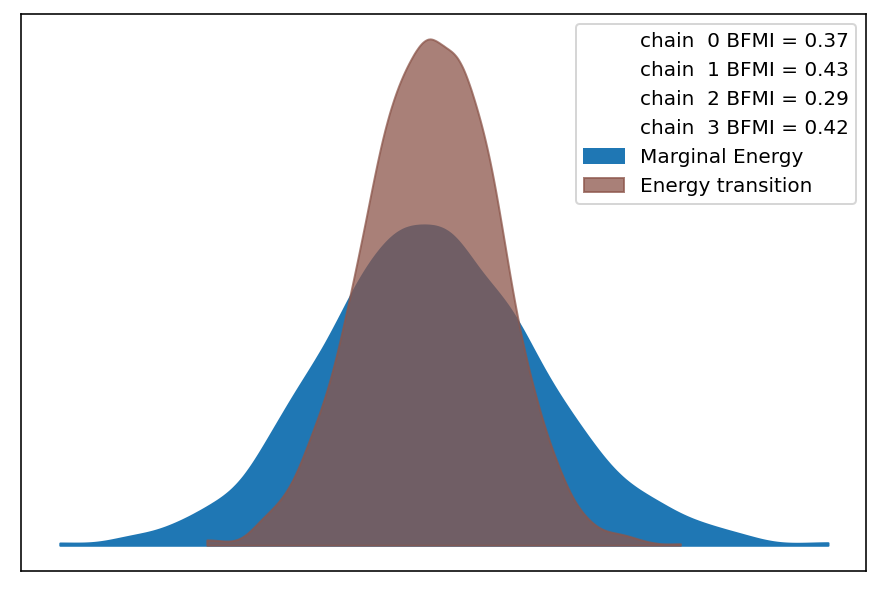 chain  0 BFMI = 0.37
chain  1 BFMI = 0.43
chain  2 BFMI = 0.29
chain  3 BFMI = 0.42
Marginal Energy
Energy transition